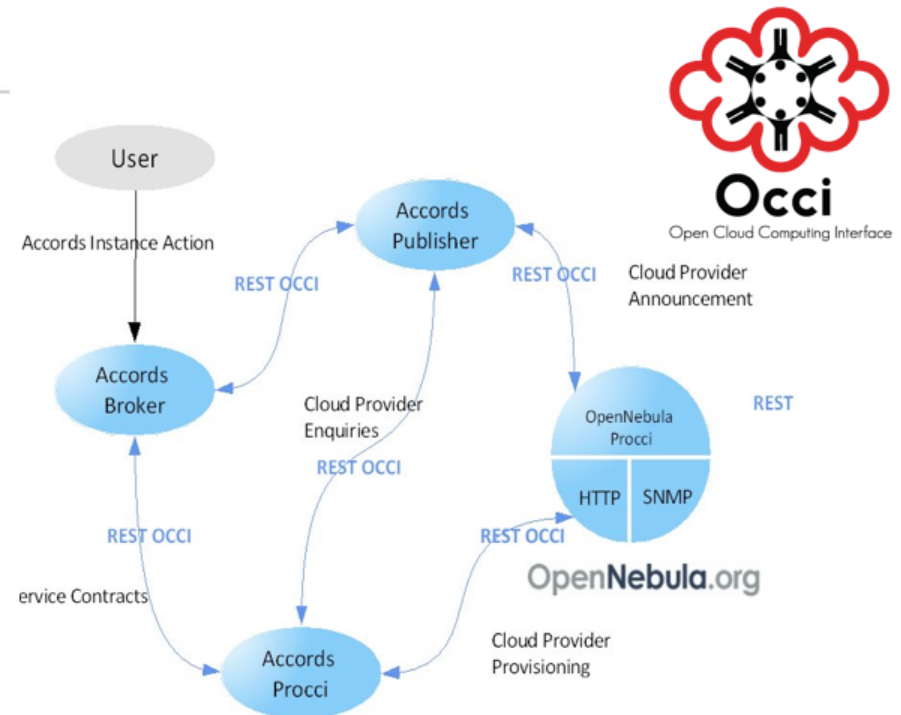 Occi
Open Cloud Computing Interface
User
Accords Instance Action
Accords
Publisher
REST OCCI
REST OCCI
Cloud Provider
Announcement
Accords
Broker
Cloud Provider
Enquiries
REST OCCI
OpenNebula
Procci
HTTP
SNMP
REST
REST OCCI
REST OCCI
OpenNebula.org
ervice Contracts
Cloud Provider
Provisioning
Accords
Procci